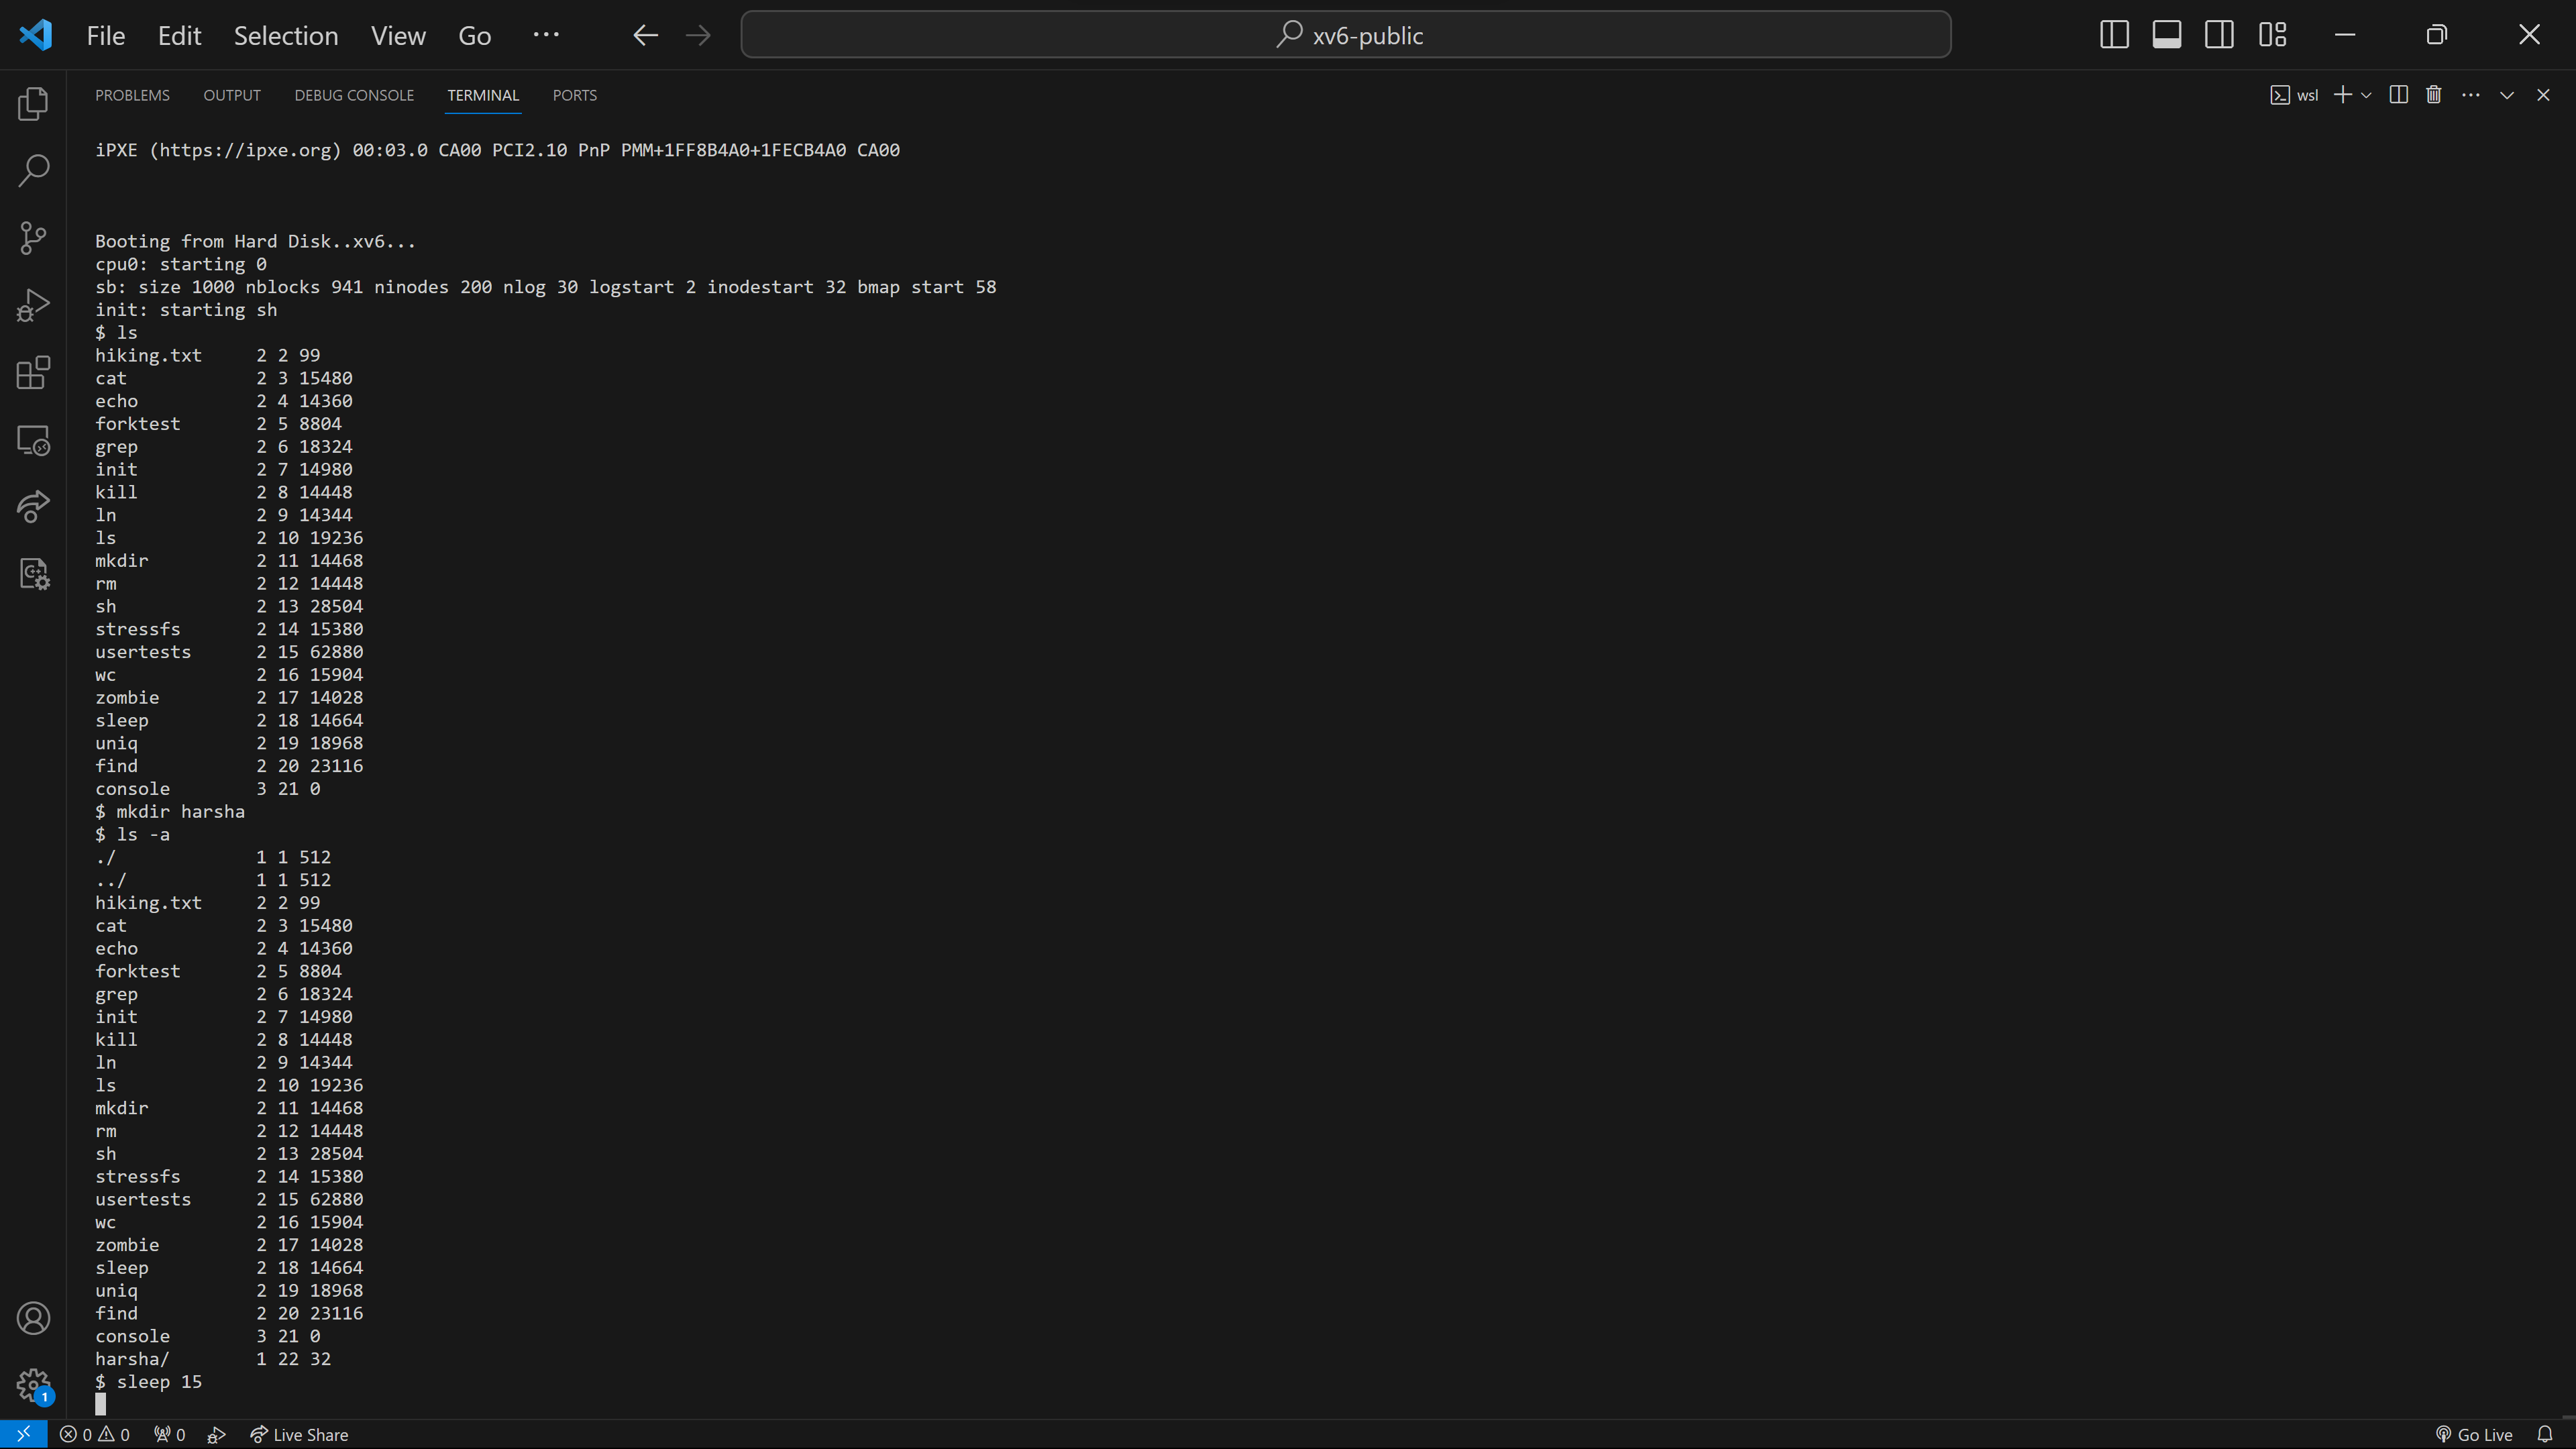 File Edit Selection View Go ···
xv6-public
PROBLEMS OUTPUT DEBUG CONSOLE TERMINAL PORTS
wsl
iPXE (https://ipxe.org) 00:03.0 CA00 PCI2.10 PnP PMM+1FF8B4A0+1FECB4A0 CA00
Booting from Hard Disk..xv6...
cpu0: starting 0
sb: size 1000 nblocks 941 ninodes 200 nlog 30 logstart 2 inodestart 32 bmap start 58
init: starting sh
$ ls
hiking.txt     2 2 99
cat            2 3 15480
echo           2 4 14360
forktest       2 5 8804
grep           2 6 18324
init           2 7 14980
kill           2 8 14448
ln             2 9 14344
ls             2 10 19236
mkdir          2 11 14468
rm             2 12 14448
sh             2 13 28504
stressfs       2 14 15380
usertests      2 15 62880
wc             2 16 15904
zombie         2 17 14028
sleep          2 18 14664
uniq           2 19 18968
find           2 20 23116
console        3 21 0
$ mkdir harsha
$ ls -a
./             1 1 512
../            1 1 512
hiking.txt     2 2 99
cat            2 3 15480
echo           2 4 14360
forktest       2 5 8804
grep           2 6 18324
init           2 7 14980
kill           2 8 14448
ln             2 9 14344
ls             2 10 19236
mkdir          2 11 14468
rm             2 12 14448
sh             2 13 28504
stressfs       2 14 15380
usertests      2 15 62880
wc             2 16 15904
zombie         2 17 14028
sleep          2 18 14664
uniq           2 19 18968
find           2 20 23116
console        3 21 0
harsha/        1 22 32
$ sleep 15
1
0 0 0 Live Share Go Live